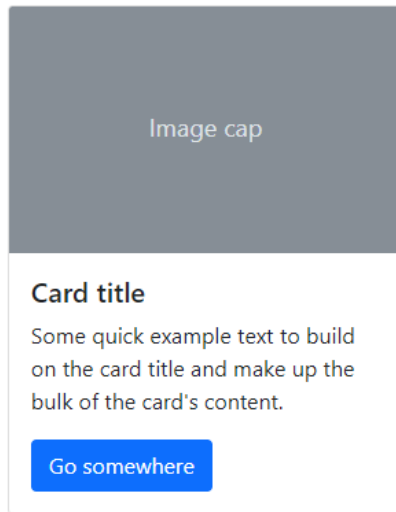 Image cap
Card title
Some quick example text to build
on the card title and make up the
bulk of the card's content.
Go somewhere